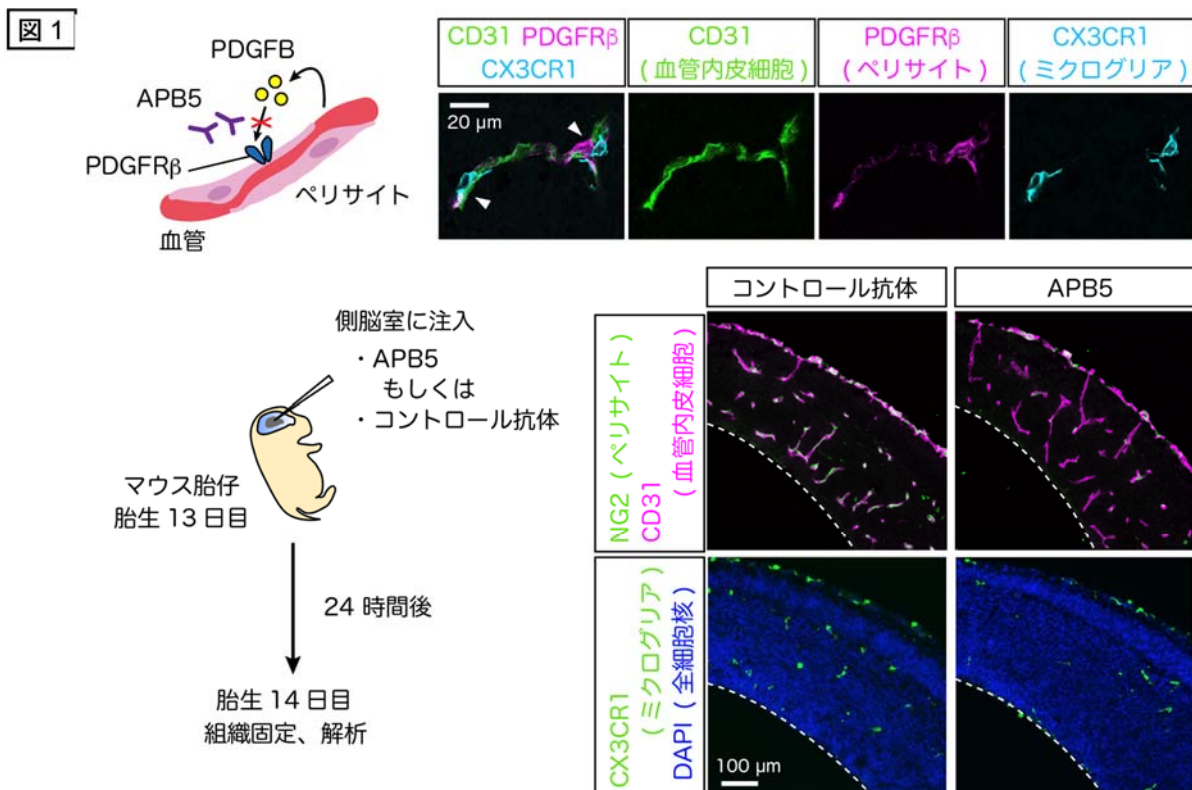 図 1
PDGFB
APB5
PDGFRβ
ペリサイト
血管
CD31 PDGFRβ
CX3CR1
CD31
( 血管内皮細胞 )
PDGFRβ
( ペリサイト )
CX3CR1
( ミクログリア )
20 μm
側脳室に注入
・APB5
もしくは
・コントロール抗体
マウス胎仔
胎生 13 日目
24 時間後
胎生 14 日目
組織固定、解析
コントロール抗体
APB5
NG2 ( ペリサイト )
CD31
( 血管内皮細胞 )
CX3CR1
( ミクログリア )
DAPI ( 全細胞核 )
100 μm